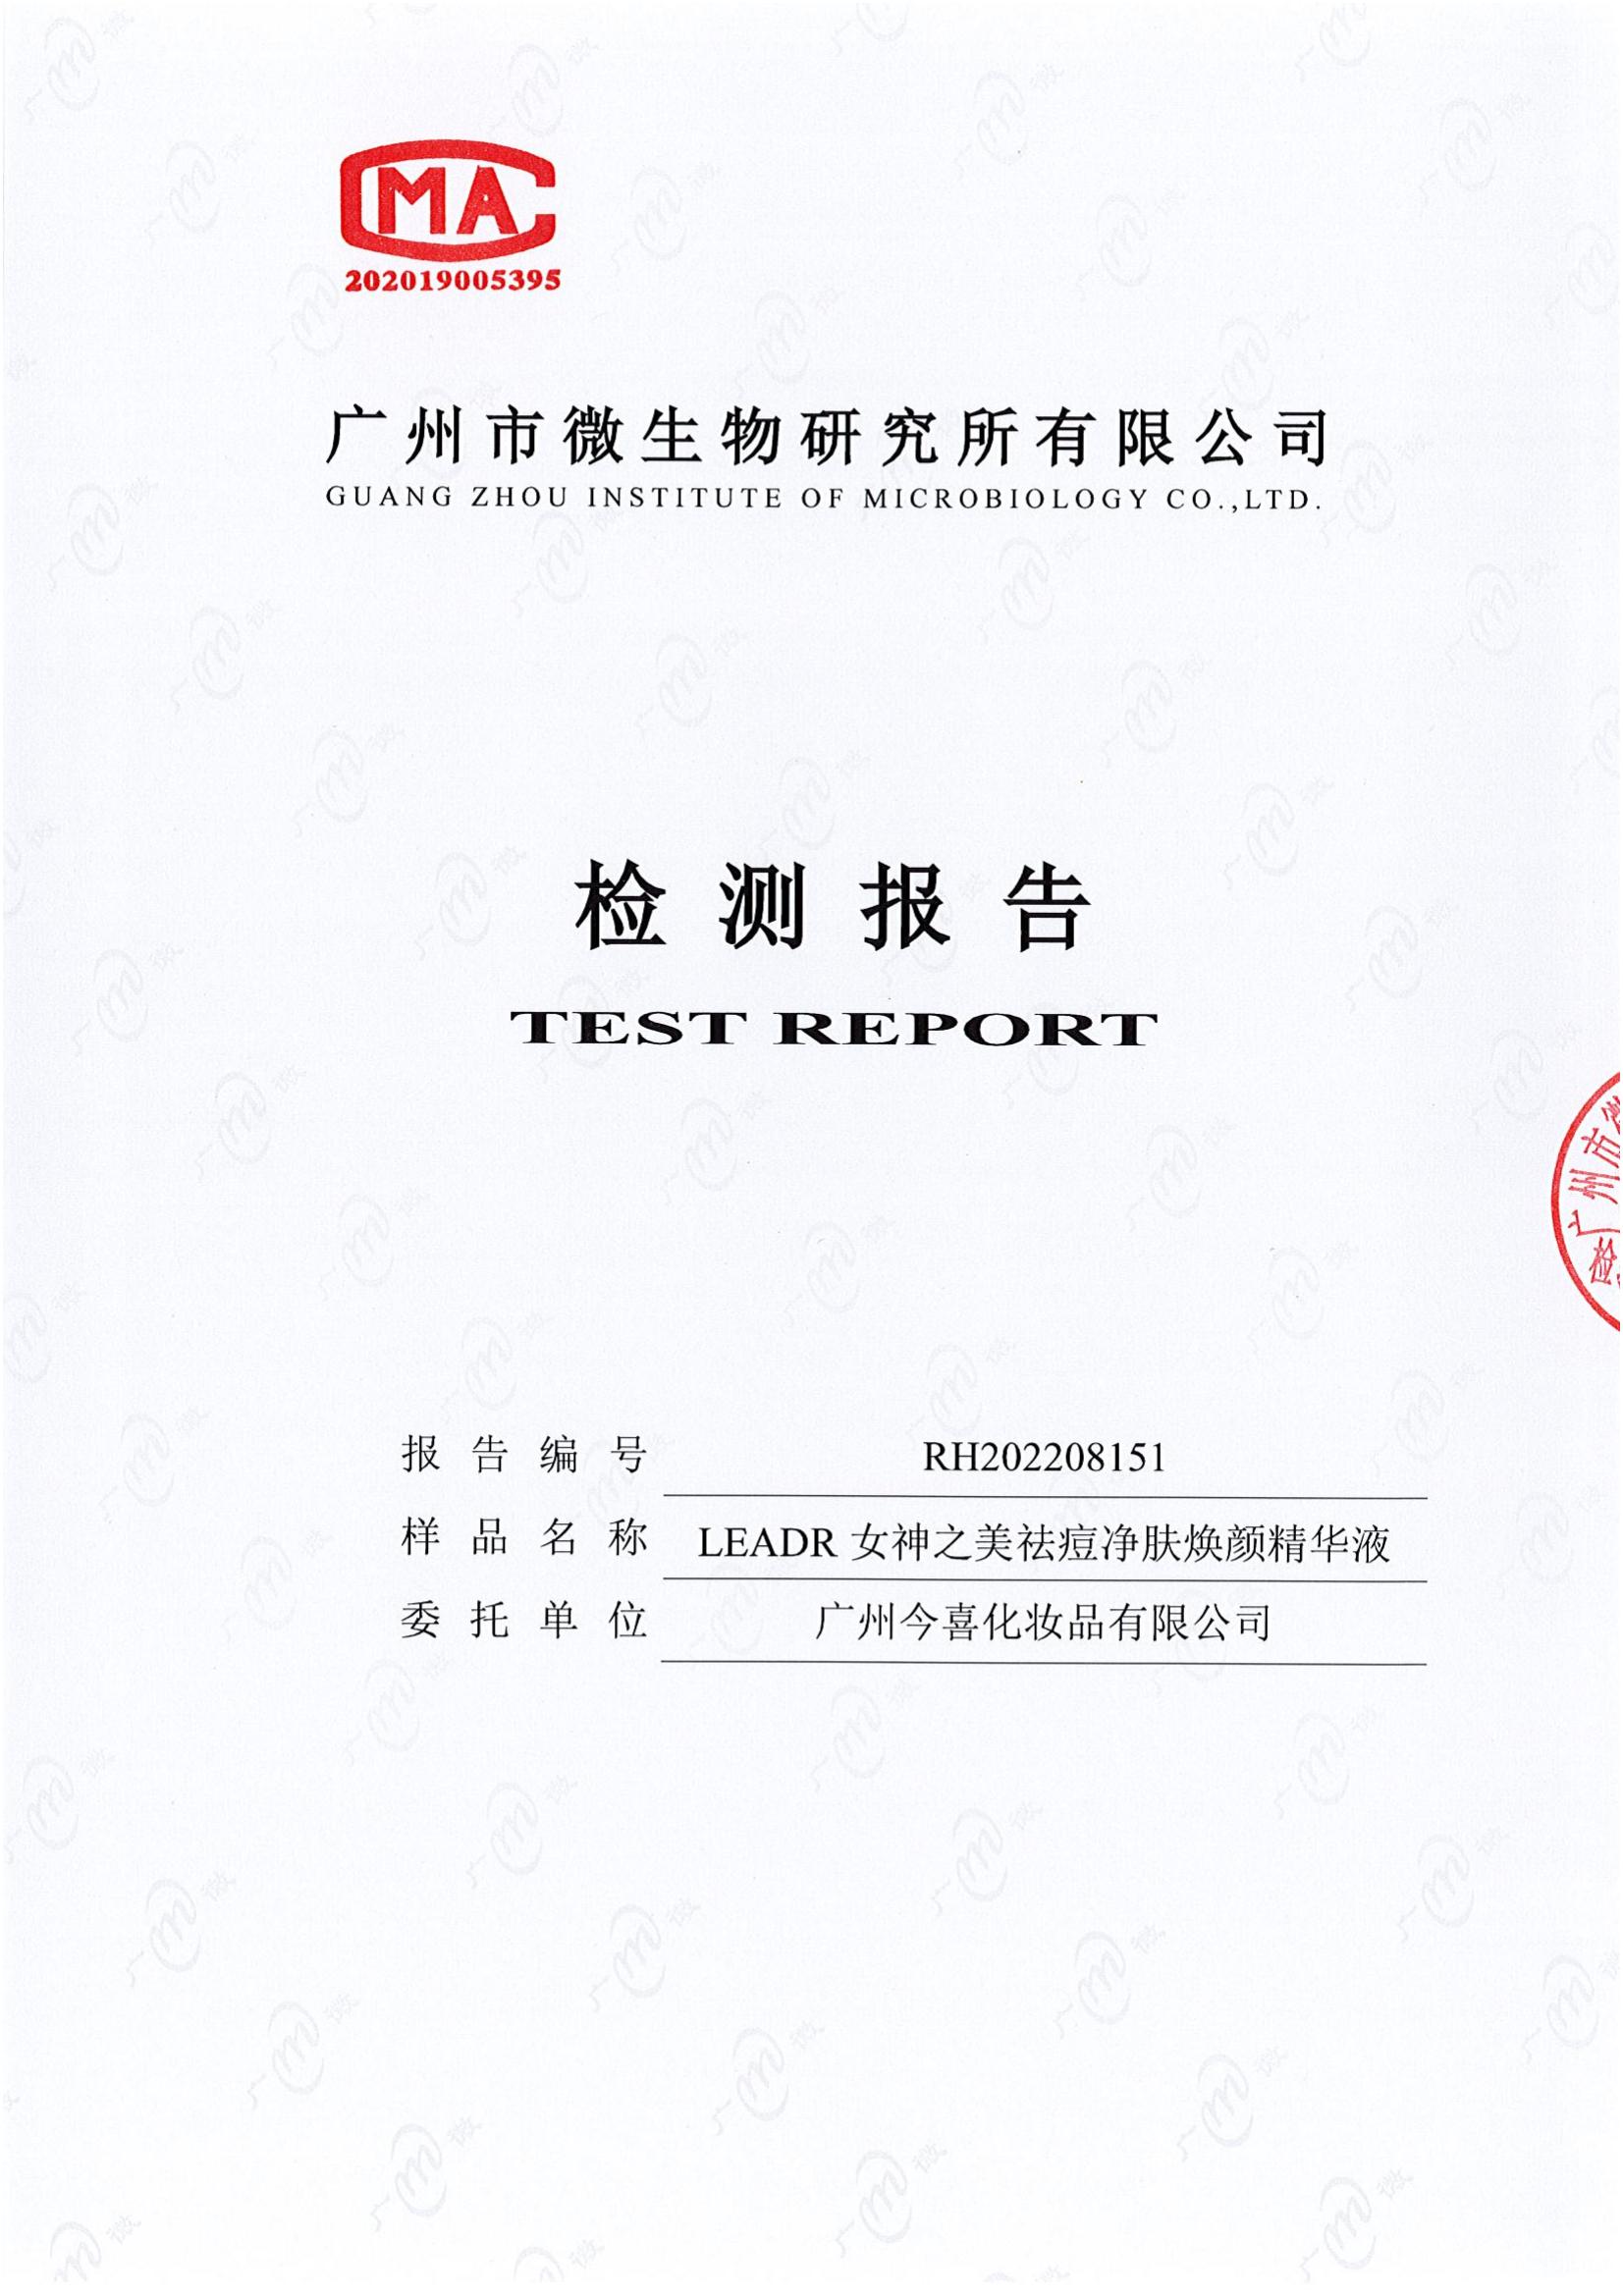 CMA
202019005395
广州市微生物研究所有限公司
GUANG ZHOU INSTITUTE OF MICROBIOLOGY CO.,LTD.
检测报告
TEST REPORT
广州市微
检
报告编号 RH202208151
样品名称 LEADR 女神之美祛痘净肤焕颜精华液
委托单位 广州今喜化妆品有限公司